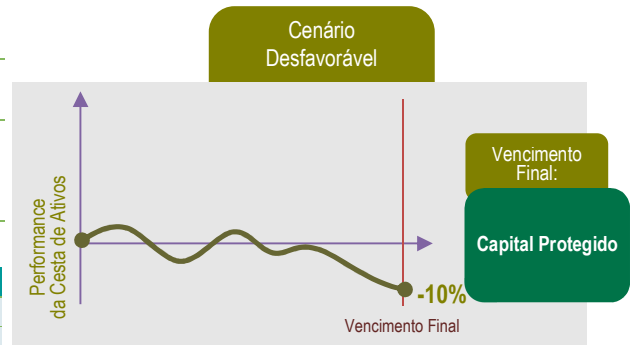 Cenário
Desfavorável
Performance
da Cesta de Ativos
Vencimento
Final:
Capital Protegido
-10%
Vencimento Final